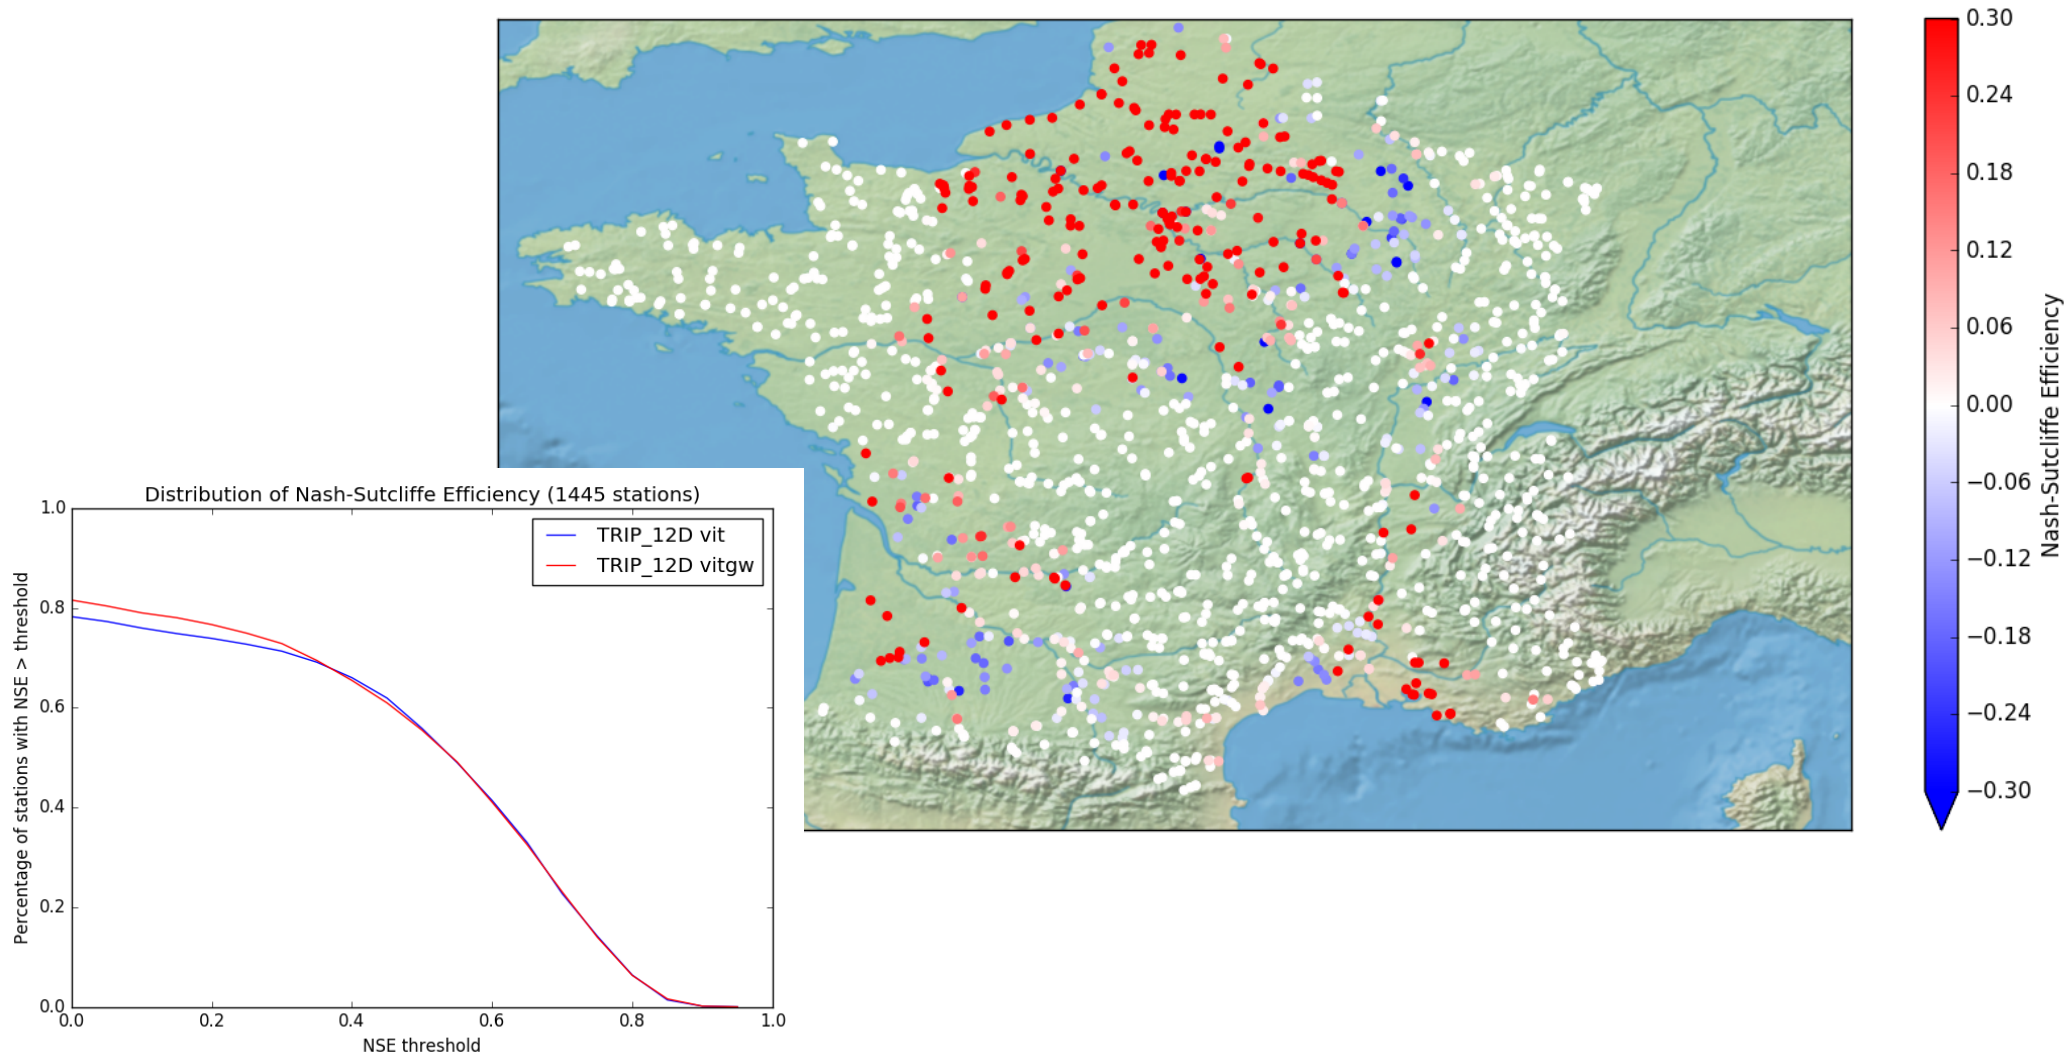 0.30
0.24
0.18
0.12
0.06
0.00
−0.06
−0.12
−0.18
−0.24
−0.30
Nash-Sutcliffe Efficiency
Distribution of Nash-Sutcliffe Efficiency (1445 stations)
TRIP_12D vit
TRIP_12D vitgw
Percentage of stations with NSE > threshold
1.0
0.8
0.6
0.4
0.2
0.0
0.0 0.2 0.4 0.6 0.8 1.0
NSE threshold